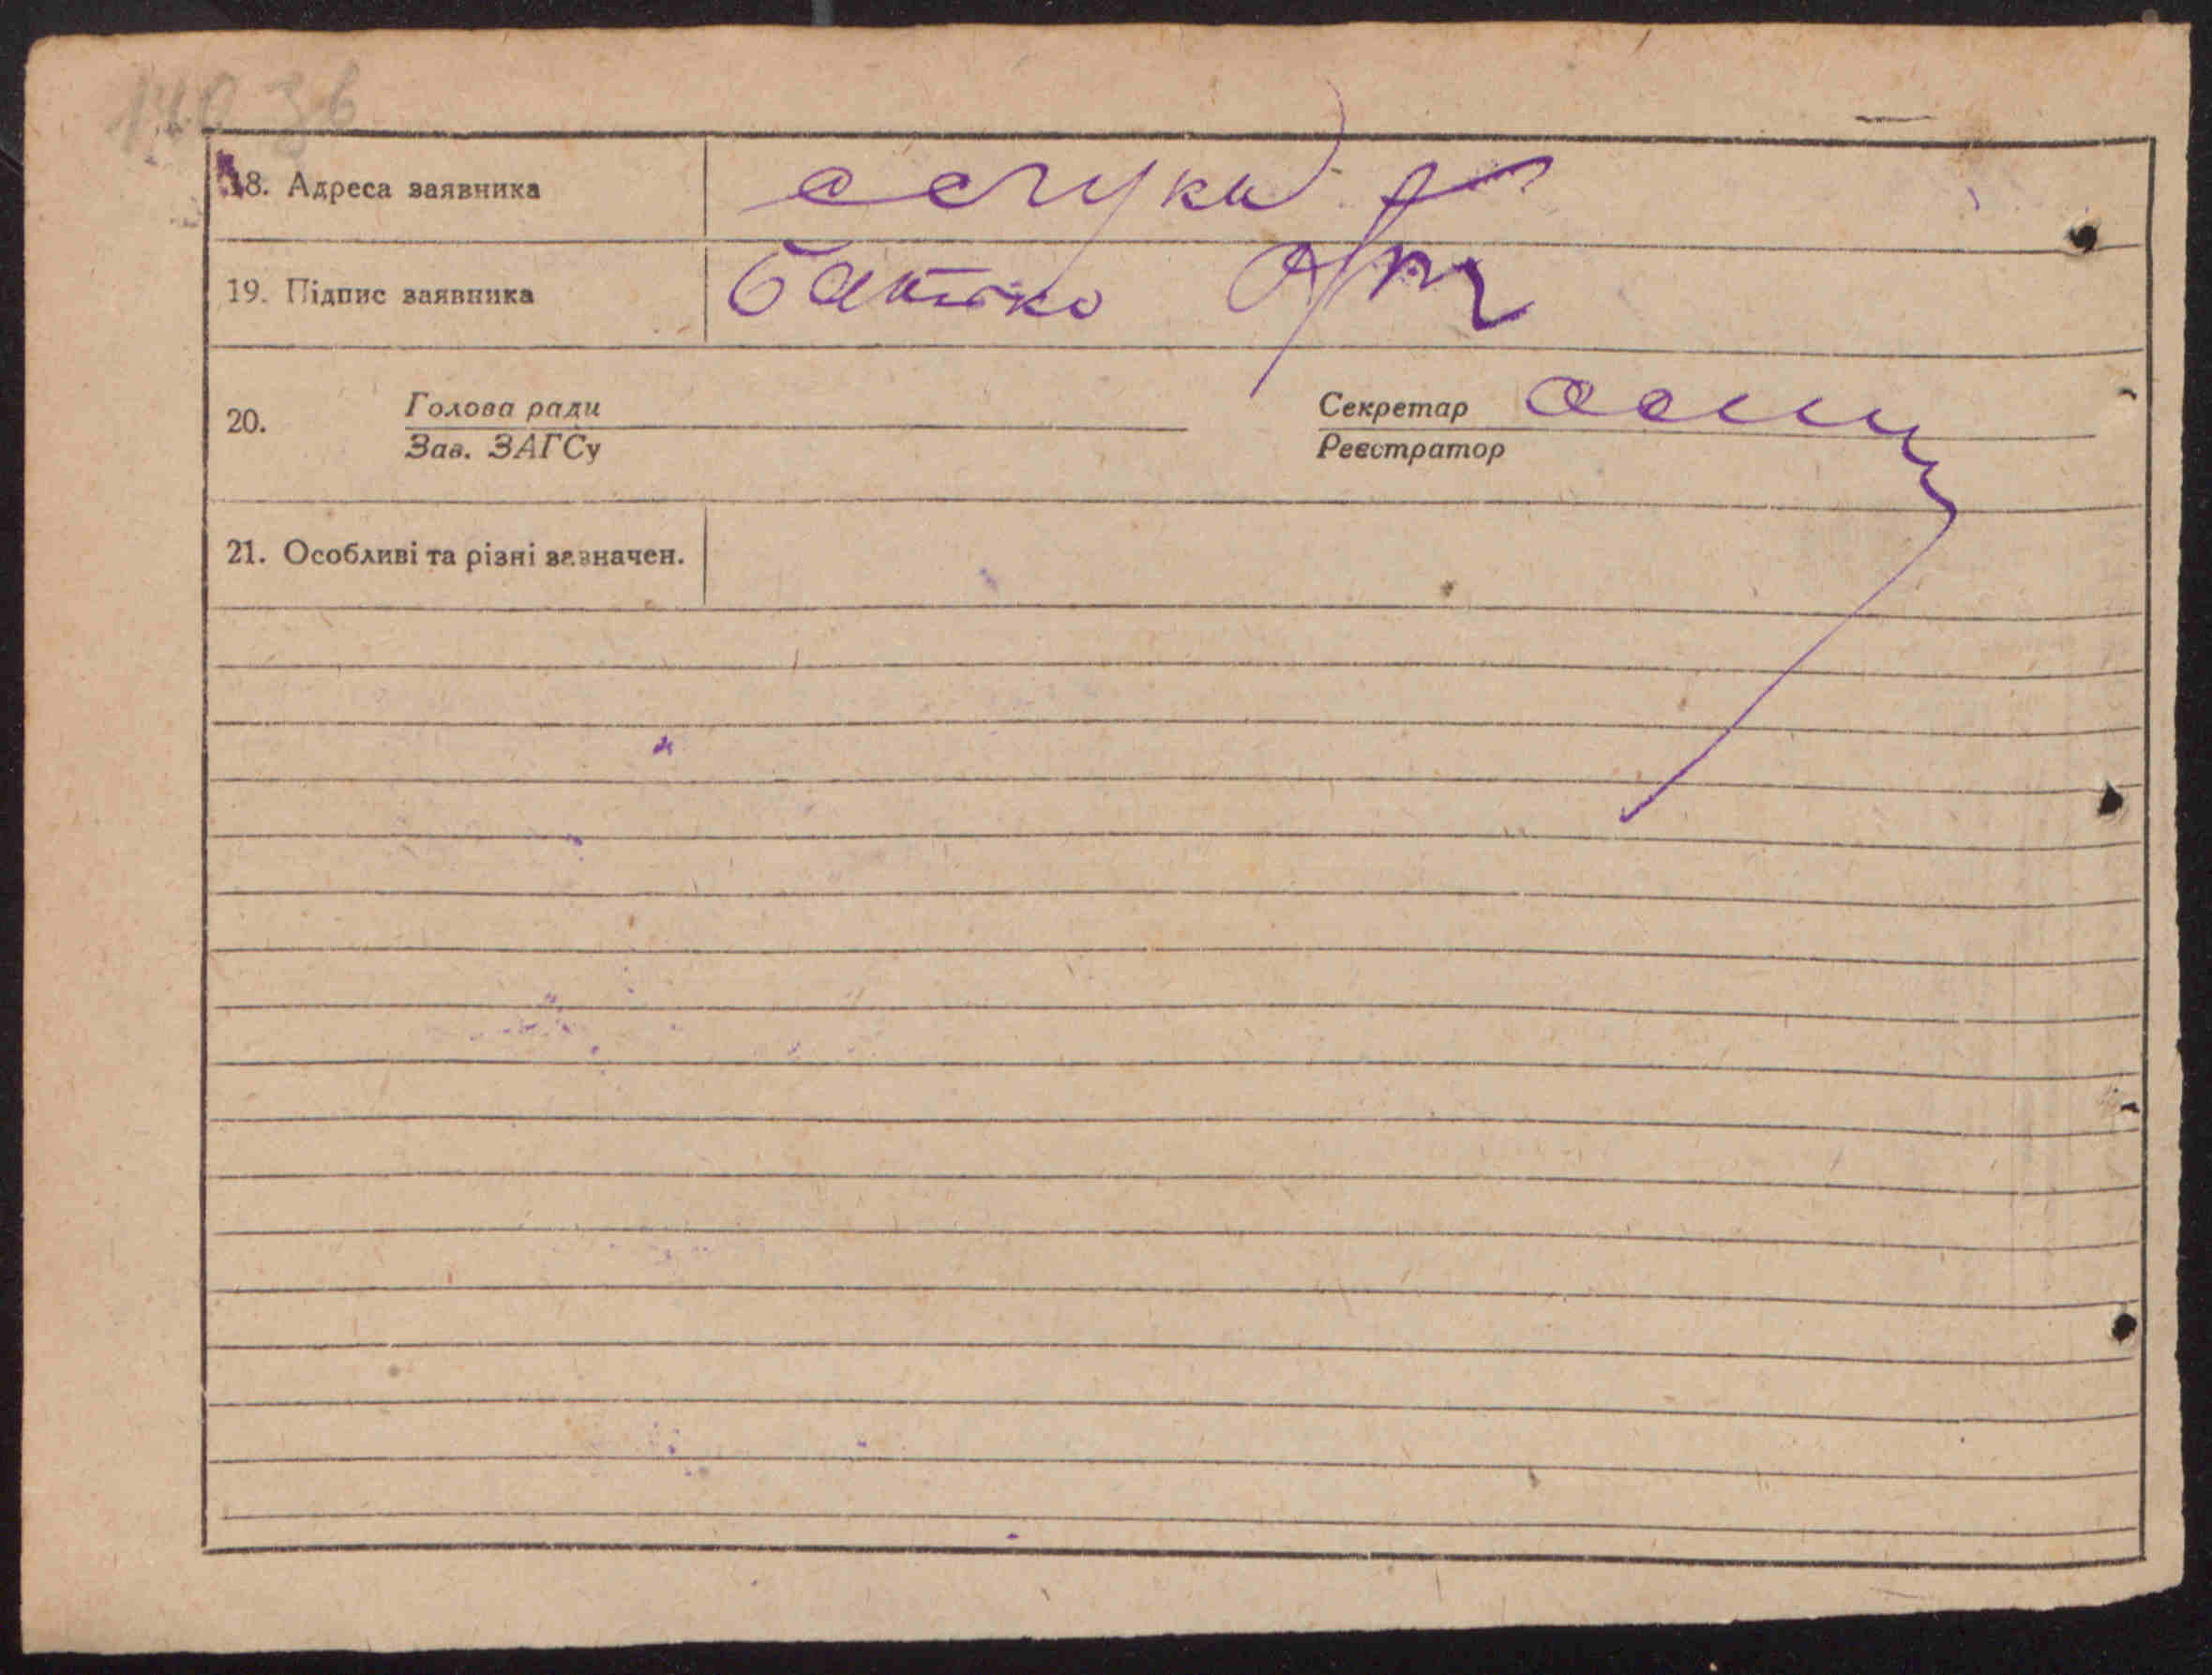 18. Адреса заявника
19. Підпис заявника батько
20. Голова ради Секретар
Зав. ЗАГСу Реєстратор
21. Особливі та різні зазначен.